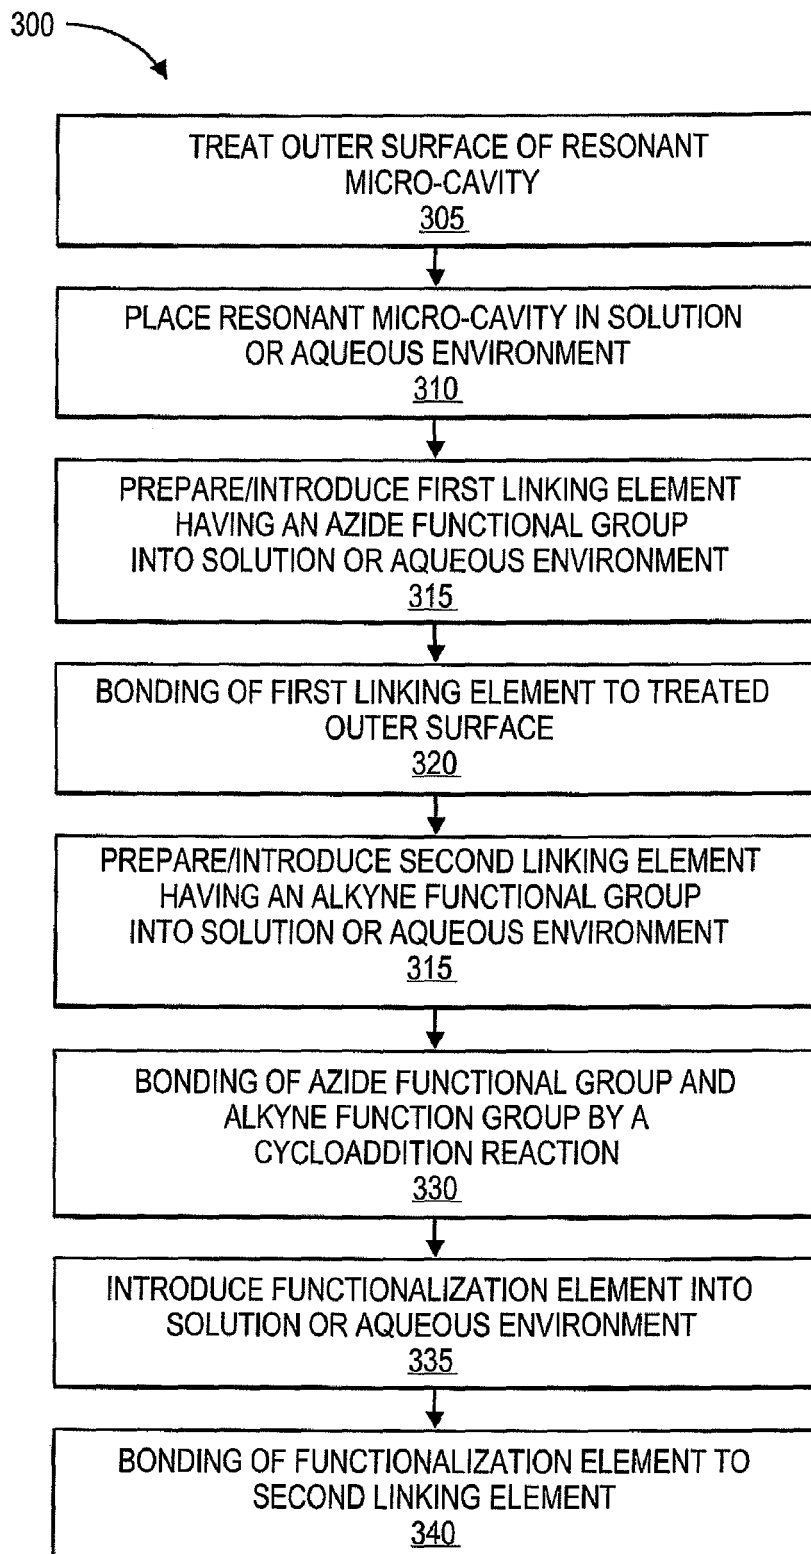 300
TREAT OUTER SURFACE OF RESONANT
MICRO-CAVITY
305
PLACE RESONANT MICRO-CAVITY IN SOLUTION
OR AQUEOUS ENVIRONMENT
310
PREPARE/INTRODUCE FIRST LINKING ELEMENT
HAVING AN AZIDE FUNCTIONAL GROUP
INTO SOLUTION OR AQUEOUS ENVIRONMENT
315
BONDING OF FIRST LINKING ELEMENT TO TREATED
OUTER SURFACE
320
PREPARE/INTRODUCE SECOND LINKING ELEMENT
HAVING AN ALKYNE FUNCTIONAL GROUP
INTO SOLUTION OR AQUEOUS ENVIRONMENT
315
BONDING OF AZIDE FUNCTIONAL GROUP AND
ALKYNE FUNCTION GROUP BY A
CYCLOADDITION REACTION
330
INTRODUCE FUNCTIONALIZATION ELEMENT INTO
SOLUTION OR AQUEOUS ENVIRONMENT
335
BONDING OF FUNCTIONALIZATION ELEMENT TO
SECOND LINKING ELEMENT
340